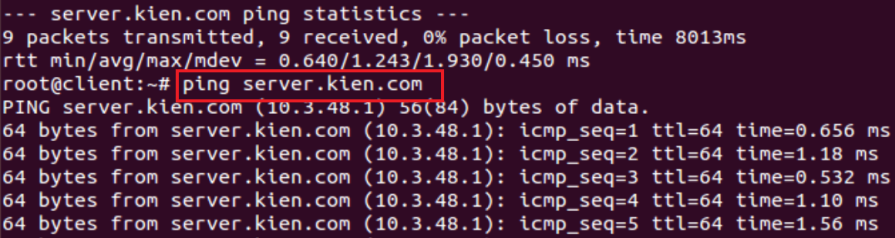 --- server.kien.com ping statistics ---
9 packets transmitted, 9 received, 0% packet loss, time 8013ms
rtt min/avg/max/mdev = 0.640/1.243/1.930/0.450 ms
root@client:~# ping server.kien.com
PING server.kien.com (10.3.48.1) 56(84) bytes of data.
64 bytes from server.kien.com (10.3.48.1): icmp_seq=1 ttl=64 time=0.656 ms
64 bytes from server.kien.com (10.3.48.1): icmp_seq=2 ttl=64 time=1.18 ms
64 bytes from server.kien.com (10.3.48.1): icmp_seq=3 ttl=64 time=0.532 ms
64 bytes from server.kien.com (10.3.48.1): icmp_seq=4 ttl=64 time=1.10 ms
64 bytes from server.kien.com (10.3.48.1): icmp_seq=5 ttl=64 time=1.56 ms